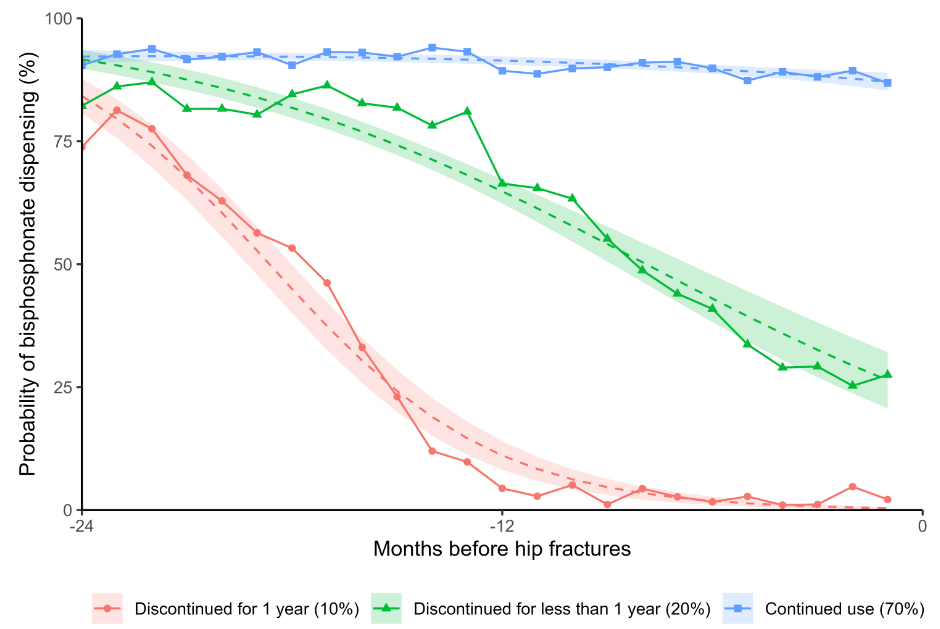 100
75
50
25
0
-24
-12
0
Probability of bisphosphonate dispensing (%)
Months before hip fractures
Discontinued for 1 year (10%)
Discontinued for less than 1 year (20%)
Continued use (70%)